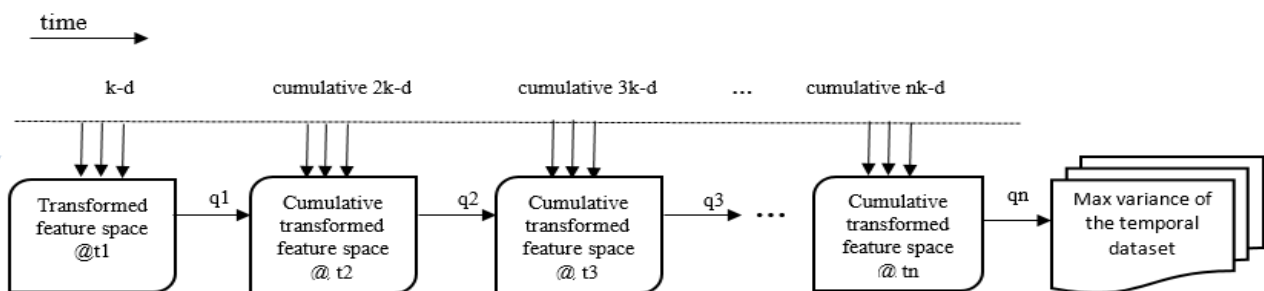 time
k-d
cumulative 2k-d
cumulative 3k-d
...
cumulative nk-d
Transformed
feature space
@t1
q1
Cumulative
transformed
feature space
@ t2
q2
Cumulative
transformed
feature space
@ t3
q3
...
Cumulative
transformed
feature space
@ tn
qn
Max variance of
the temporal
dataset